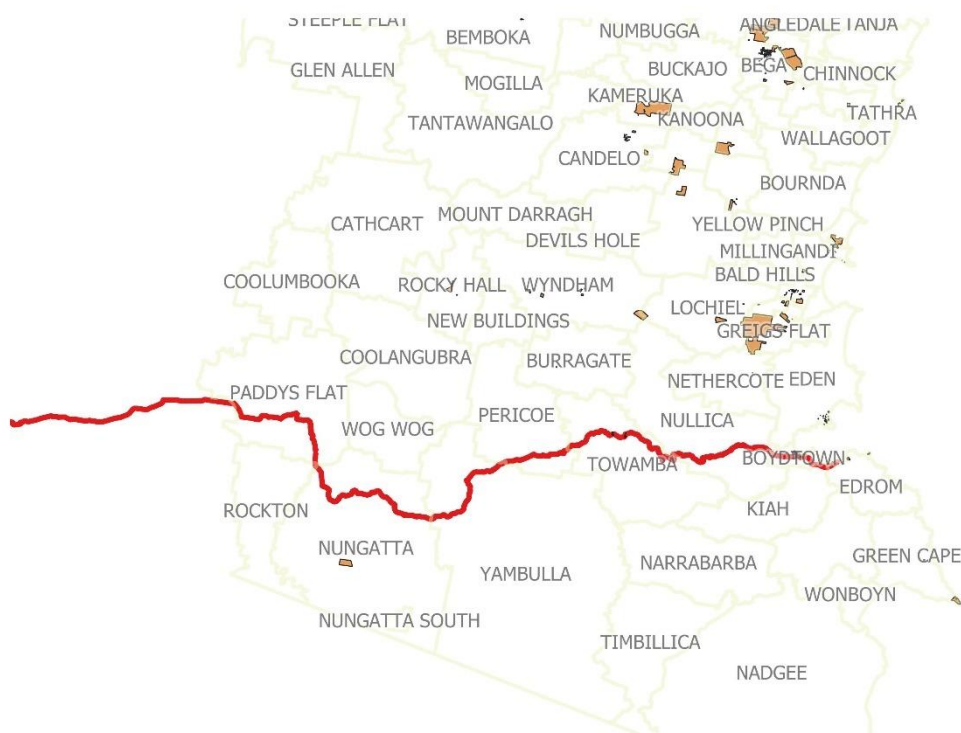 STEEPLE FLAT
ANGLEDALE TANJA
NUMBUGGA
BEMBOKA
GLEN ALLEN
BUCKAJO
BEGA
CHINNOCK
MOGILLA
KAMERUKA
TATHRA
TANTAWANGALO
KANOONA
WALLAGOOT
CANDELO
BOURNDA
MOUNT DARRAGH
CATHCART
YELLOW PINCH
DEVILS HOLE
MILLINGANDI
BALD HILLS
COOLUMBOOKA
ROCKY HALL
WYNDHAM
LOCHIEL
NEW BUILDINGS
GREIGS FLAT
COOLANGUBRA
BURRAGATE
NETHERCOTE
EDEN
PADDYS FLAT
PERICOE
NULLICA
WOG WOG
TOWAMBA
BOYDTOWN
EDROM
ROCKTON
KIAH
NUNGATTA
GREEN CAPE
NARRABARBA
YAMBULLA
WONBOYN
NUNGATTA SOUTH
TIMBILLICA
NADGEE